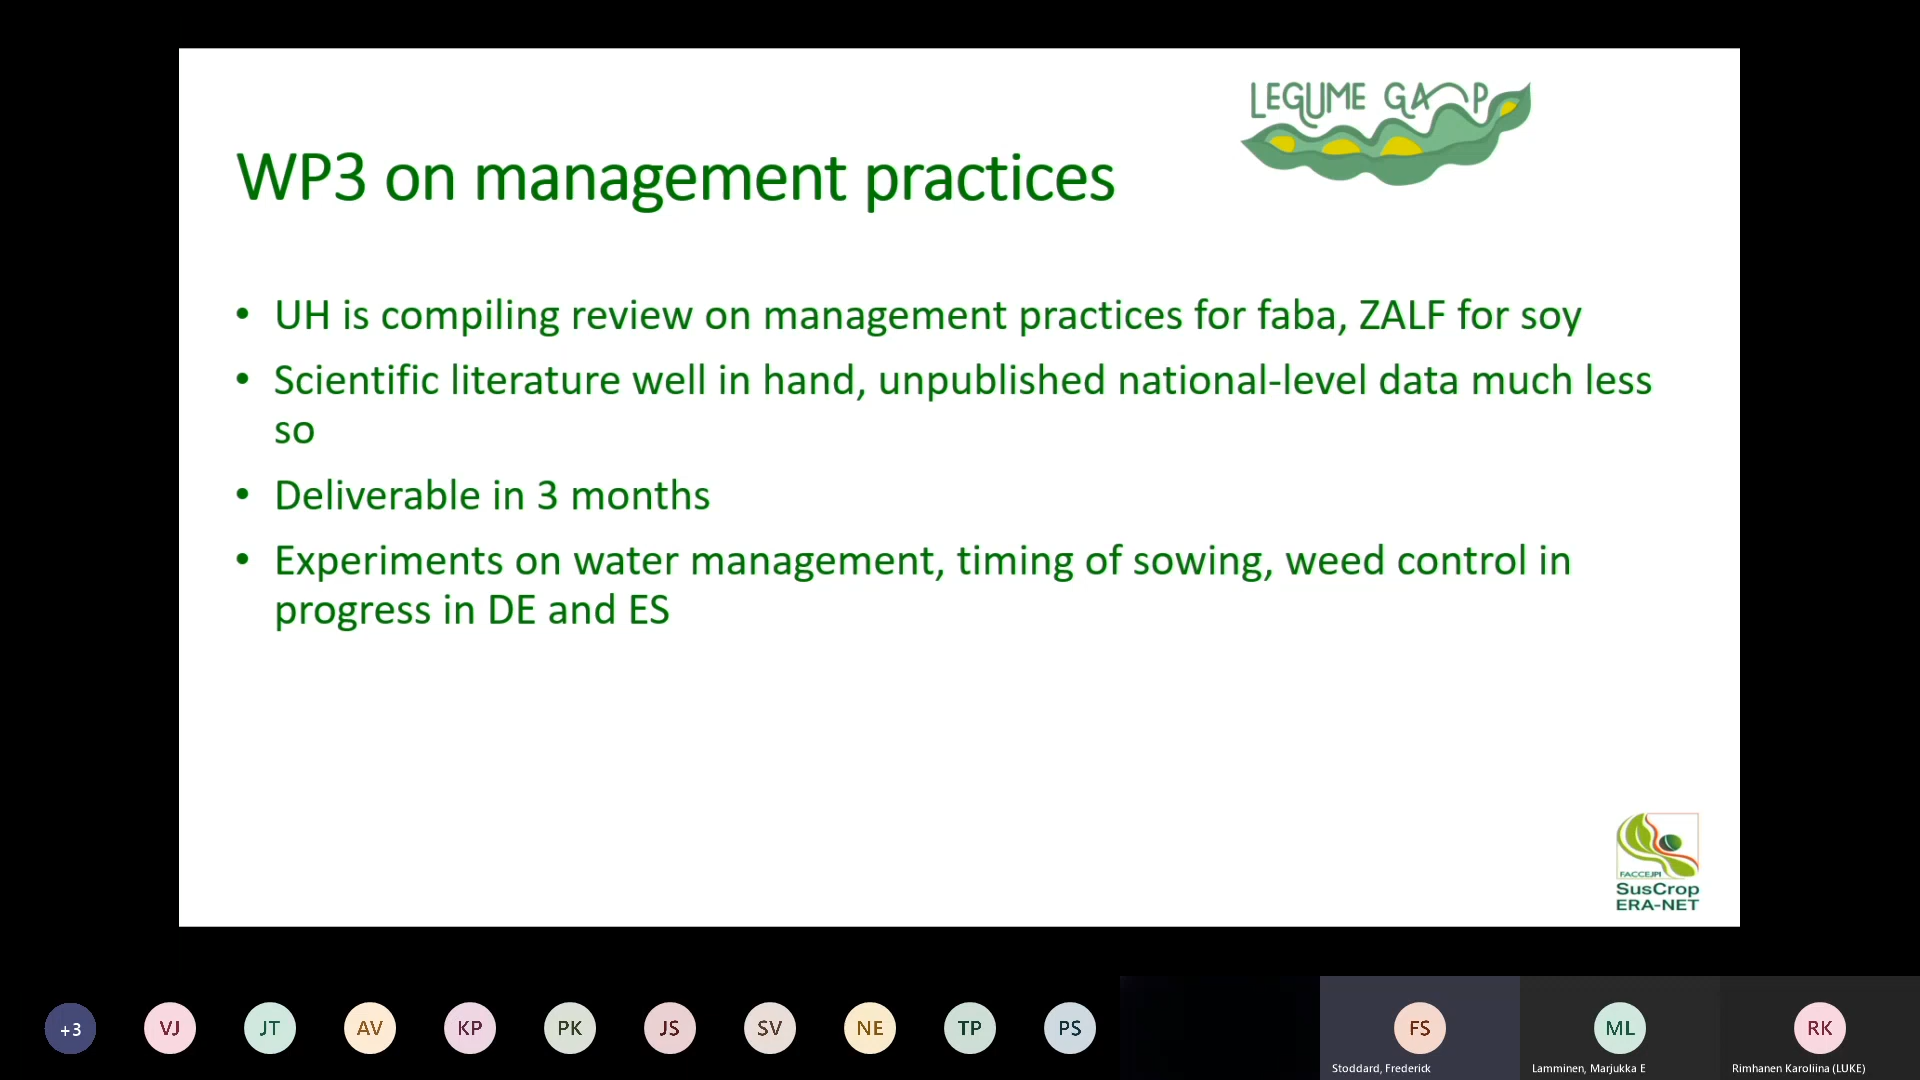 LEGUME GAP
WP3 on management practices
• UH is compiling review on management practices for faba, ZALF for soy
• Scientific literature well in hand, unpublished national-level data much less
so
• Deliverable in 3 months
• Experiments on water management, timing of sowing, weed control in
progress in DE and ES
FACCEJPI
SusCrop
ERA-NET
+3
VJ
JT
AV
KP
PK
JS
SV
NE
TP
PS
FS
Stoddard, Frederick
ML
Lamminen, Marjukka E
RK
Rimhanen Karoliina (LUKE)